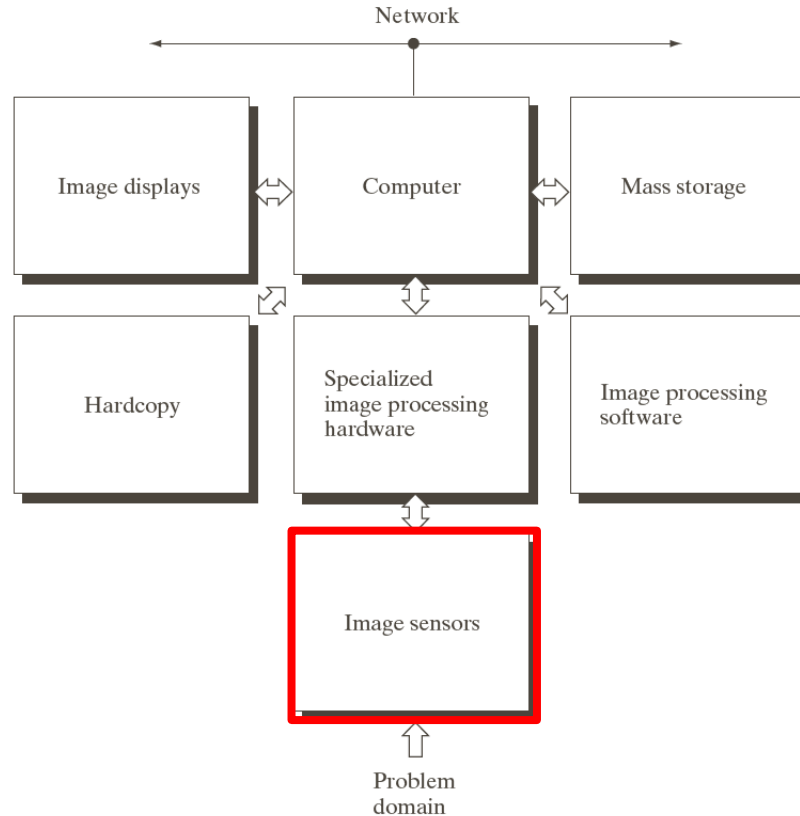 Network
Image displays
Computer
Mass storage
Hardcopy
Specialized
image processing
hardware
Image processing
software
Image sensors
Problem
domain